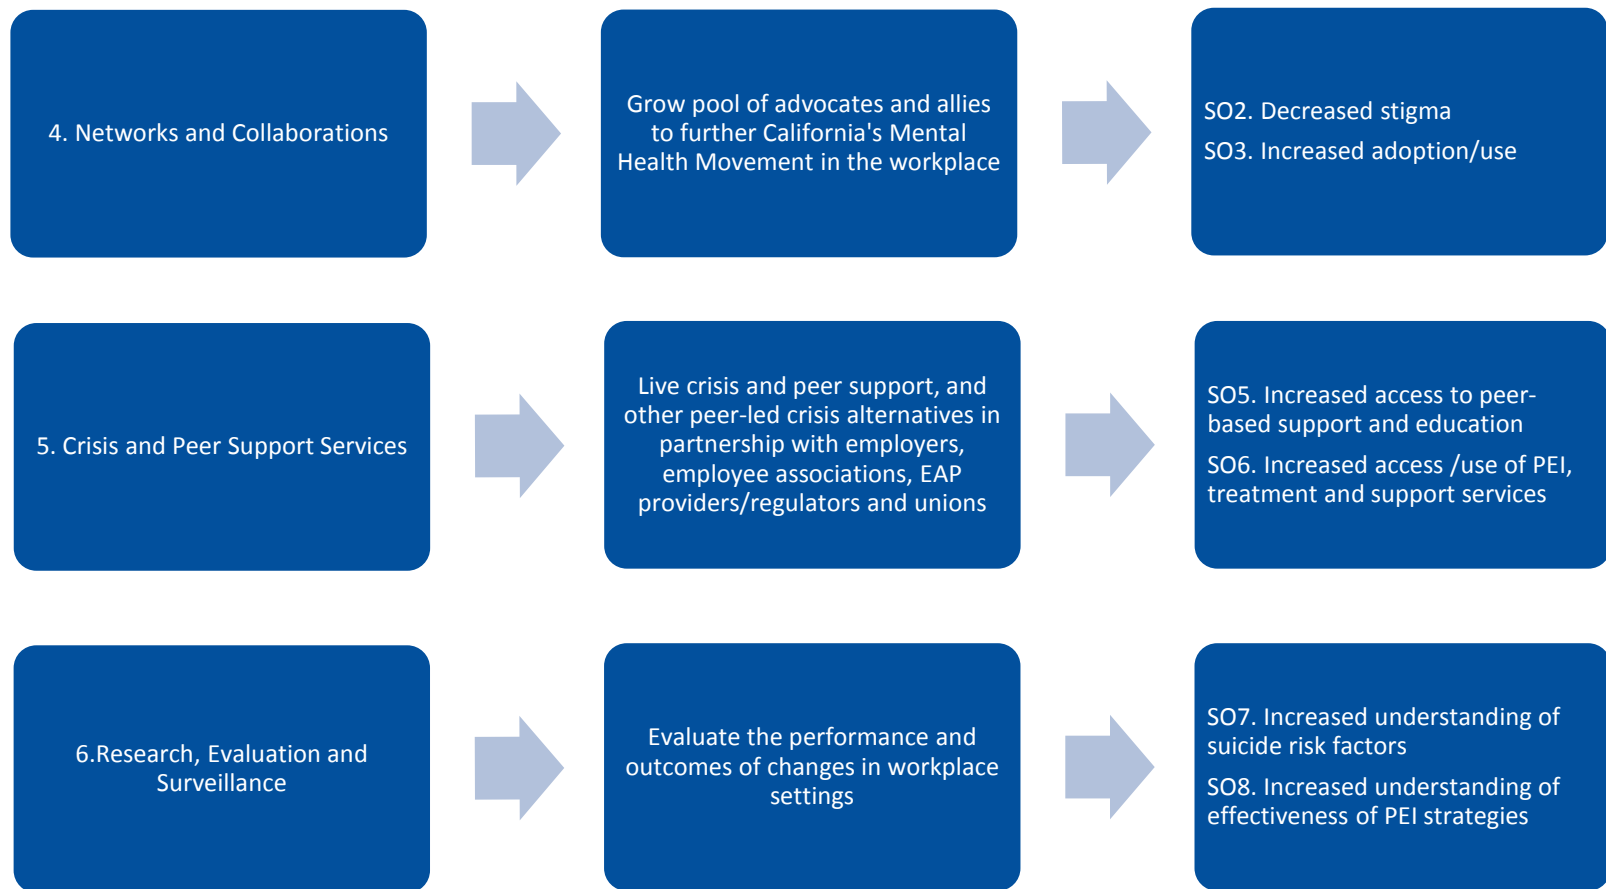 4. Networks and Collaborations
Grow pool of advocates and allies
to further California's Mental
Health Movement in the workplace
SO2. Decreased stigma
SO3. Increased adoption/use
5. Crisis and Peer Support Services
Live crisis and peer support, and
other peer-led crisis alternatives in
partnership with employers,
employee associations, EAP
providers/regulators and unions
SO5. Increased access to peer-
based support and education
SO6. Increased access /use of PEI,
treatment and support services
6.Research, Evaluation and
Surveillance
Evaluate the performance and
outcomes of changes in workplace
settings
SO7. Increased understanding of
suicide risk factors
SO8. Increased understanding of
effectiveness of PEI strategies